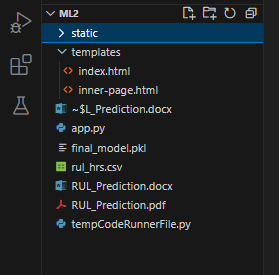 ML2
static
templates
index.html
inner-page.html
~$L_Prediction.docx
app.py
final_model.pkl
rul_hrs.csv
RUL_Prediction.docx
RUL_Prediction.pdf
tempCodeRunnerFile.py